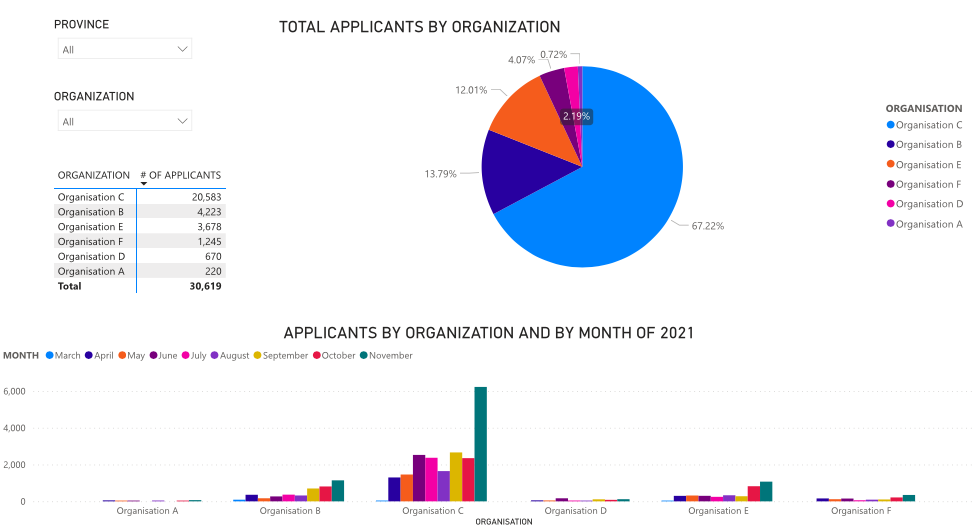 PROVINCE
All
ORGANIZATION
All
ORGANIZATION # OF APPLICANTS
Organisation C 20,583
Organisation B 4,223
Organisation E 3,678
Organisation F 1,245
Organisation D 670
Organisation A 220
Total 30,619
TOTAL APPLICANTS BY ORGANIZATION
0.72%
4.07%
12.01%
2.19%
13.79%
67.22%
ORGANISATION
Organisation C
Organisation B
Organisation E
Organisation F
Organisation D
Organisation A
APPLICANTS BY ORGANIZATION AND BY MONTH OF 2021
MONTH March April May June July August September October November
6,000
4,000
2,000
0
Organisation A Organisation B Organisation C Organisation D Organisation E Organisation F
ORGANISATION